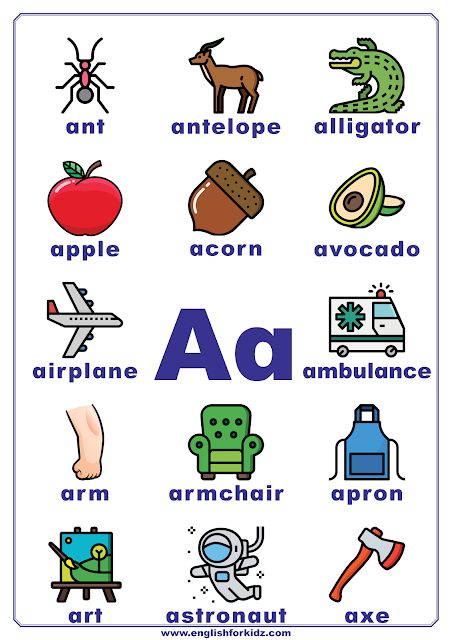 ant antelope alligator
apple acorn avocado
airplane Aa ambulance
arm armchair apron
art astronaut axe
www.englishforkidz.com